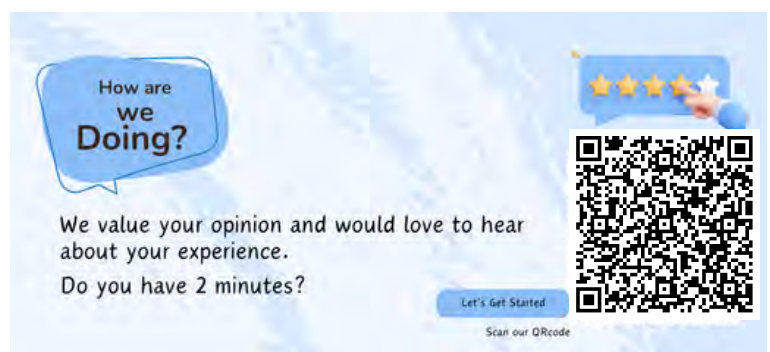 How are
we
Doing?
We value your opinion and would love to hear
about your experience.
Do you have 2 minutes?
Let's Get Started
Scan our QRcode